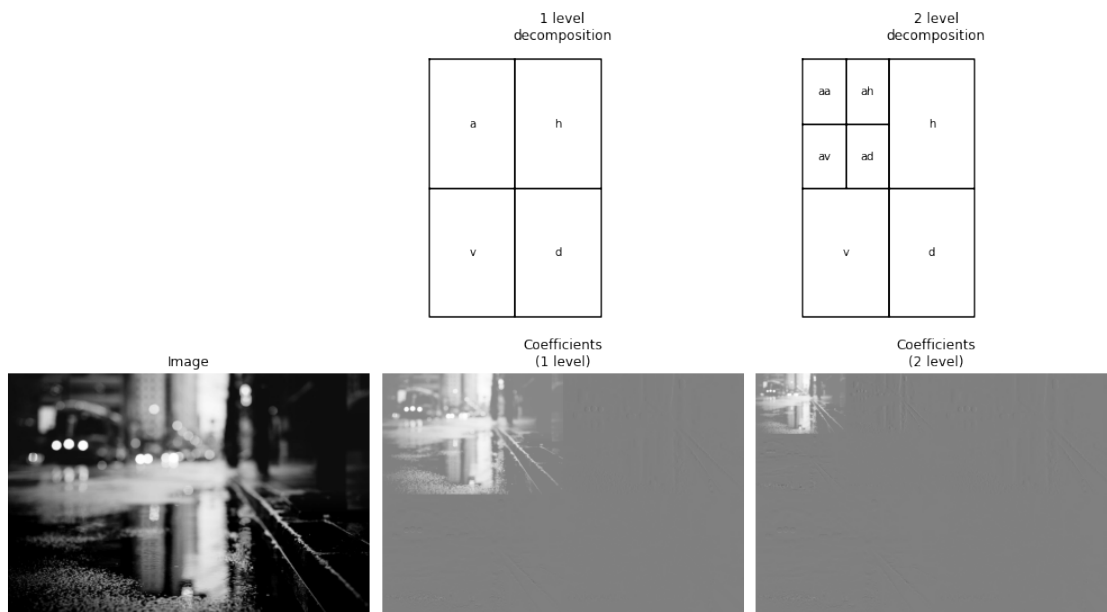 1 level
decomposition
2 level
decomposition
a
h
v
d
aa
ah
av
ad
h
v
d
Image
Coefficients
(1 level)
Coefficients
(2 level)